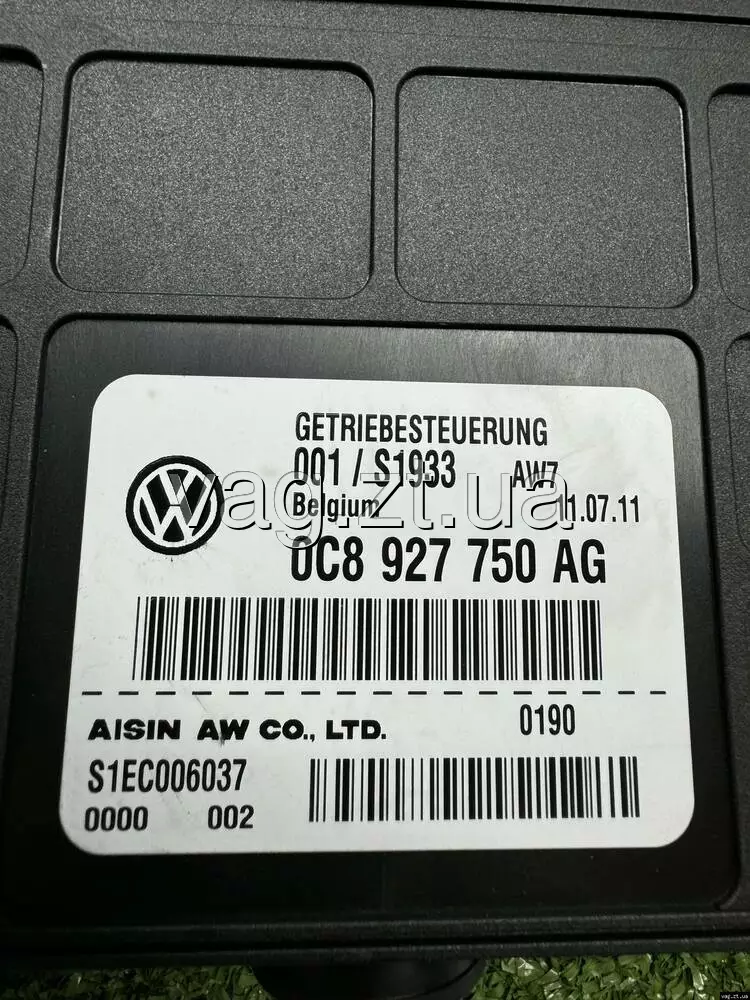 GETRIEBESTEUERUNG
001/S1933 AW7
Belgium 11.07.11
vag.zt.ua
0C8 927 750 AG
AISIN AW CO., LTD. 0190
S1EC006037
0000 002
vag.zt.ua